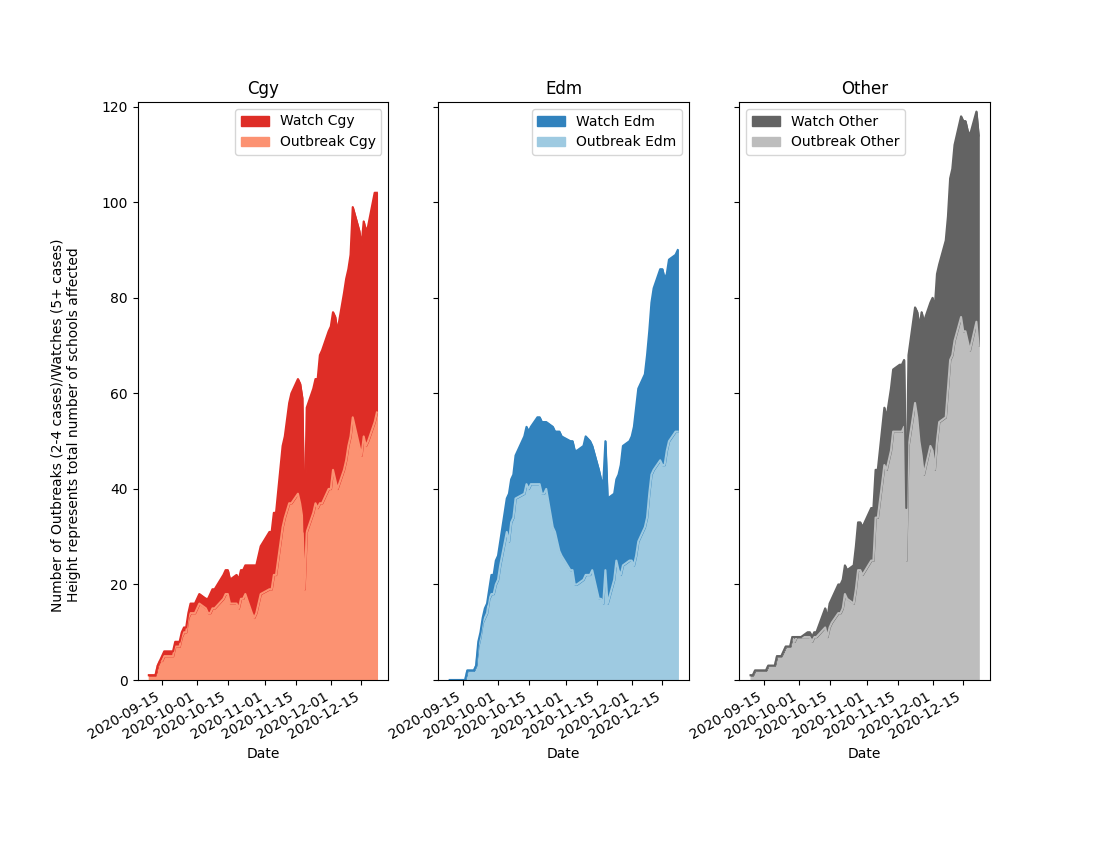 Cgy
Edm
Other
Number of Outbreaks (2-4 cases)/Watches (5+ cases)
Height represents total number of schools affected
120
100
80
60
40
20
0
Watch Cgy
Outbreak Cgy
Watch Edm
Outbreak Edm
Watch Other
Outbreak Other
2020-09-15
2020-10-01
2020-10-15
2020-11-01
2020-11-15
2020-12-01
2020-12-15
Date
2020-09-15
2020-10-01
2020-10-15
2020-11-01
2020-11-15
2020-12-01
2020-12-15
Date
2020-09-15
2020-10-01
2020-10-15
2020-11-01
2020-11-15
2020-12-01
2020-12-15
Date